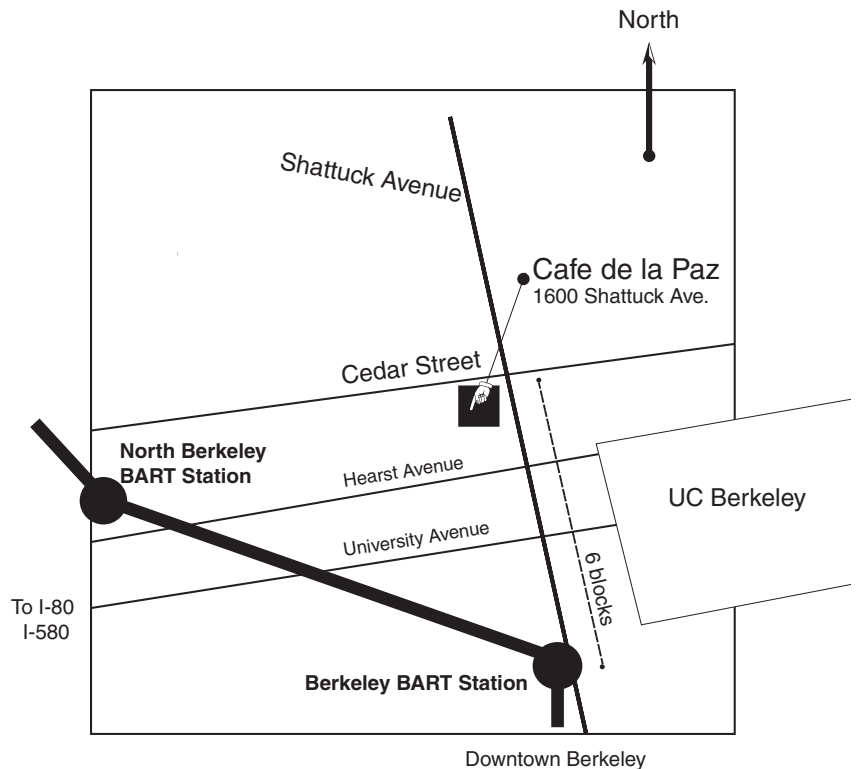 North
Shattuck Avenue
Cafe de la Paz
1600 Shattuck Ave.
Cedar Street
North Berkeley
BART Station
Hearst Avenue
UC Berkeley
University Avenue
6 blocks
To I-80
I-580
Berkeley BART Station
Downtown Berkeley